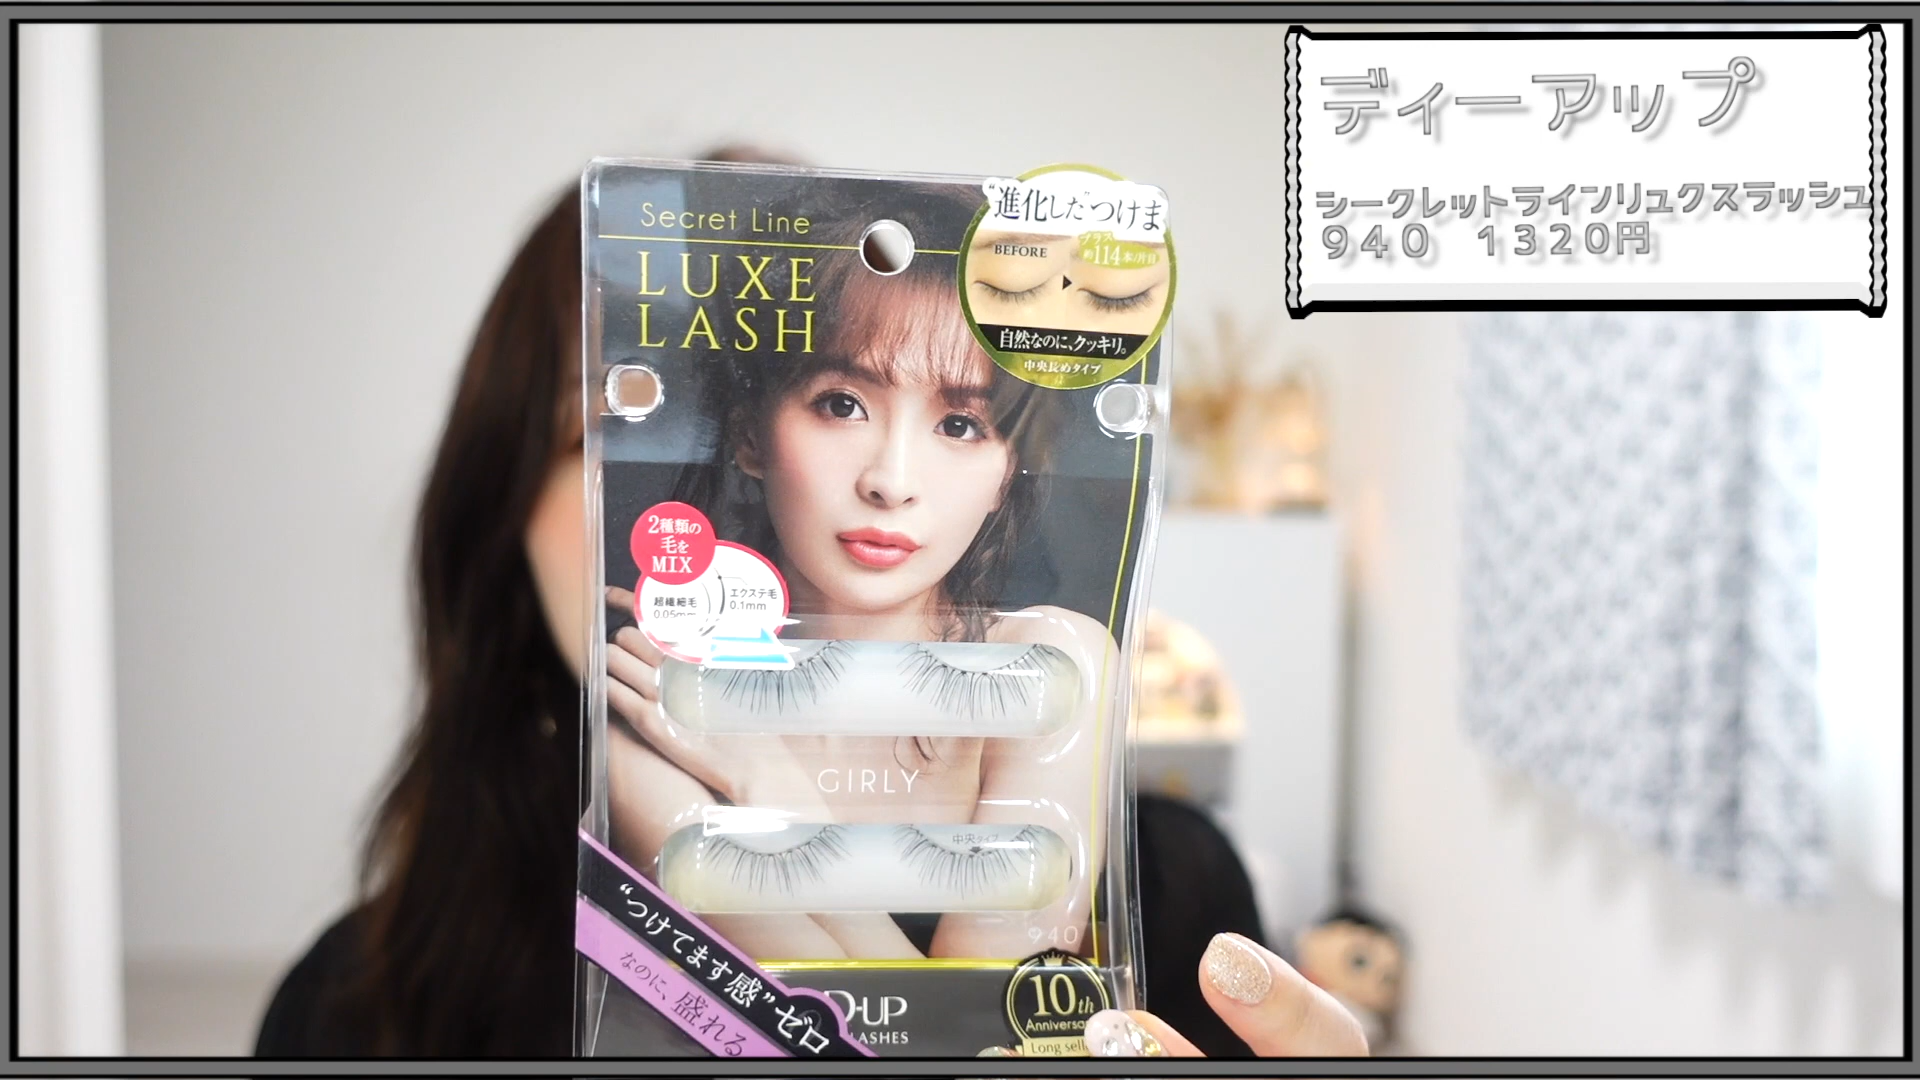 ディーアップ
シークレットラインリュクスラッシュ
940 1320円
Secret Line
LUXE
LASH
"進化した"つけま
BEFORE
プラス
約114本/片目
自然なのに、クッキリ。
中央長めタイプ
2種類の
毛を
MIX
超繊細毛
0.05mm
エクステ毛
0.1mm
GIRLY
中央タイプ
940
"つけてます感"ゼロ
なのに、盛れる
D-UP
LASHES
10th
Anniversa
Long sell